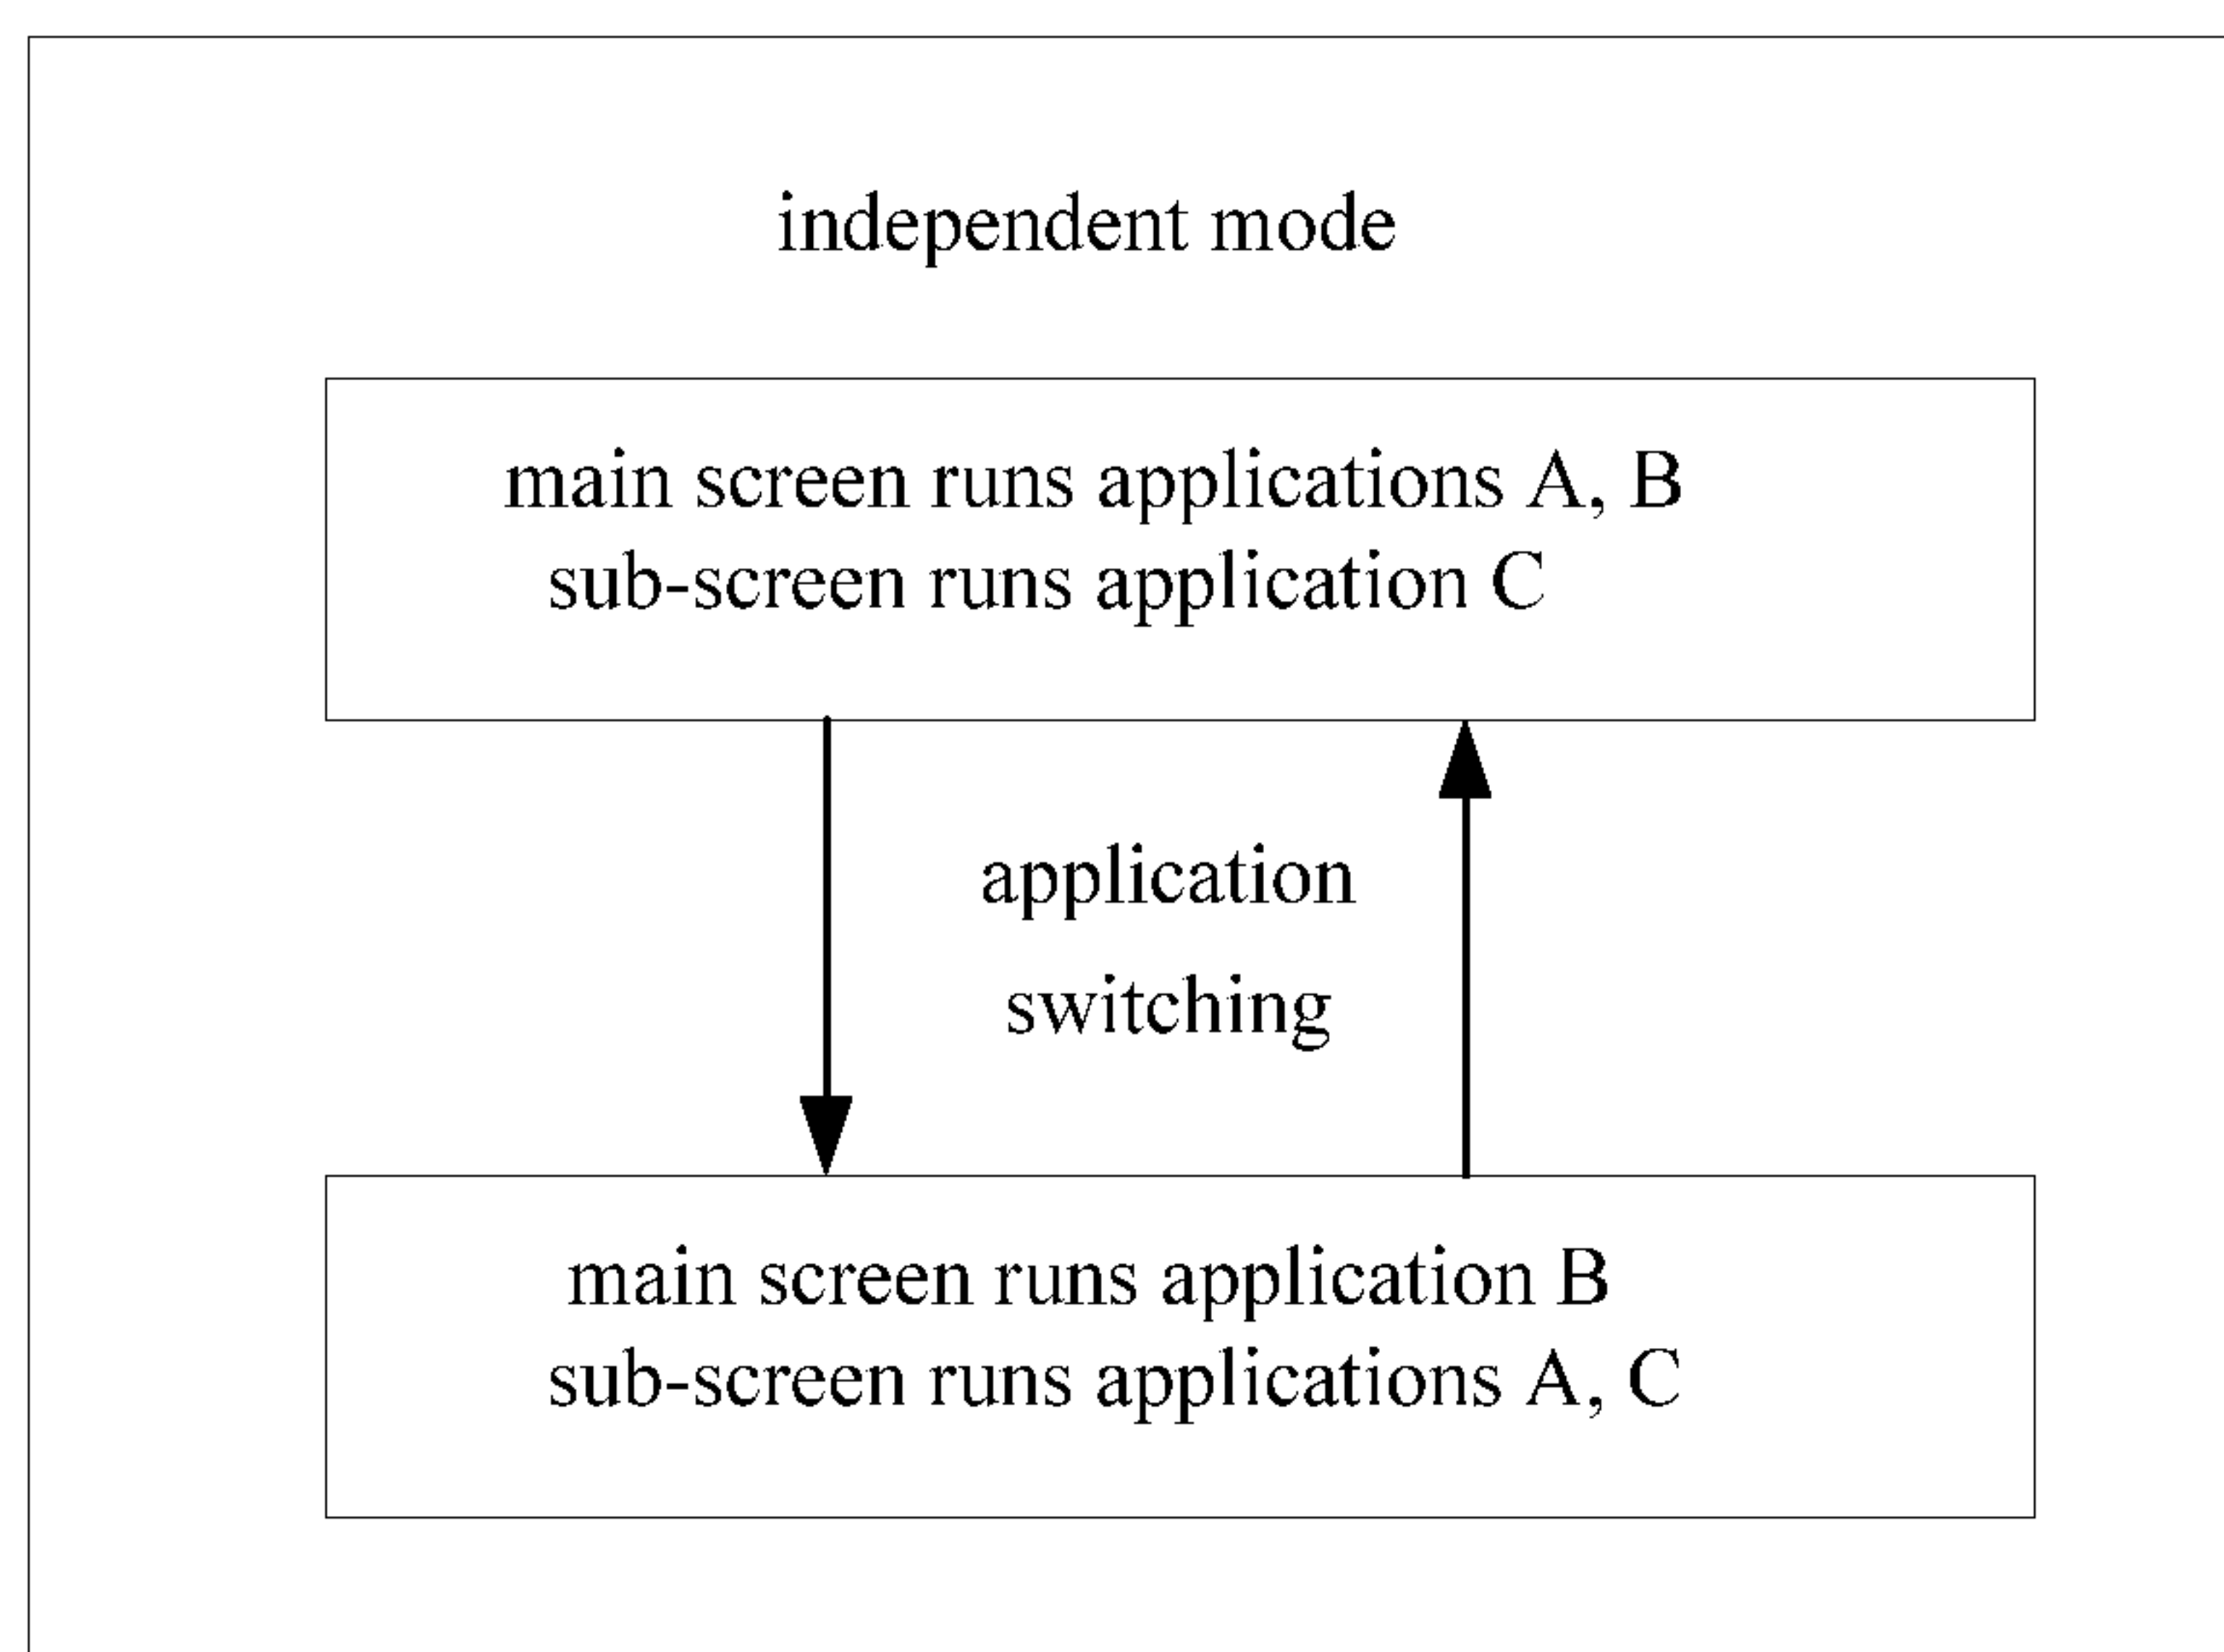 independent mode
main screen runs applications A, B
sub-screen runs application C
application
switching
main screen runs application B
sub-screen runs applications A, C